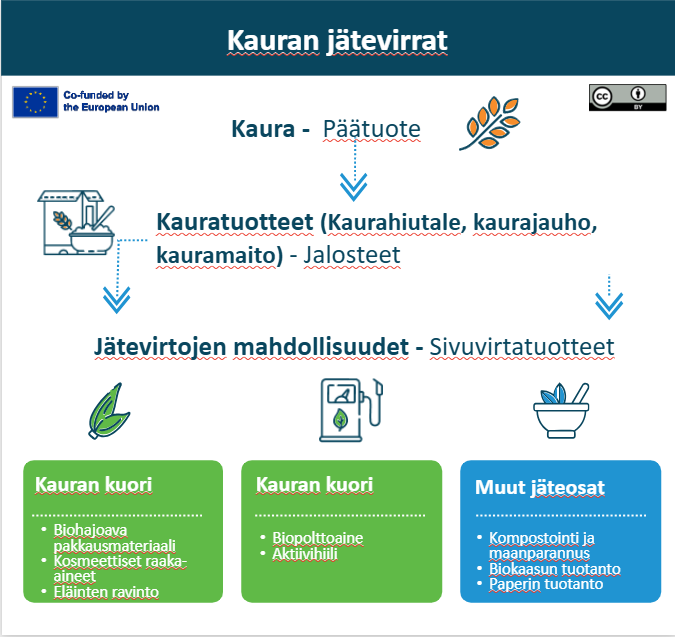 Kauran jätevirrat
Co-funded by
the European Union
CC
BY
Kaura - Päätuote
Kauratuotteet (Kaurahiutale, kaurajauho,
kauramaito) - Jalosteet
Jätevirtojen mahdollisuudet - Sivuvirtatuotteet
Kauran kuori
• Biohajoava
pakkausmateriaali
• Kosmeettiset raaka-
aineet
• Eläinten ravinto
Kauran kuori
• Biopolttoaine
• Aktiivihiili
Muut jäteosat
• Kompostointi ja
maanparannus
• Biokaasun tuotanto
• Paperin tuotanto